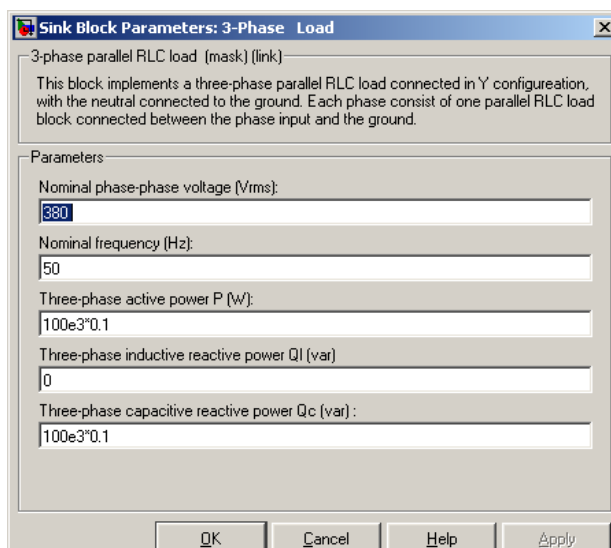 Sink Block Parameters: 3-Phase Load
3-phase parallel RLC load (mask) (link)
This block implements a three-phase parallel RLC load connected in Y configureation,
with the neutral connected to the ground. Each phase consist of one parallel RLC load
block connected between the phase input and the ground.
Parameters
Nominal phase-phase voltage (Vrms):
380
Nominal frequency (Hz):
50
Three-phase active power P (W):
100e3*0.1
Three-phase inductive reactive power Ql (var)
0
Three-phase capacitive reactive power Qc (var) :
100e3*0.1
OK Cancel Help Apply